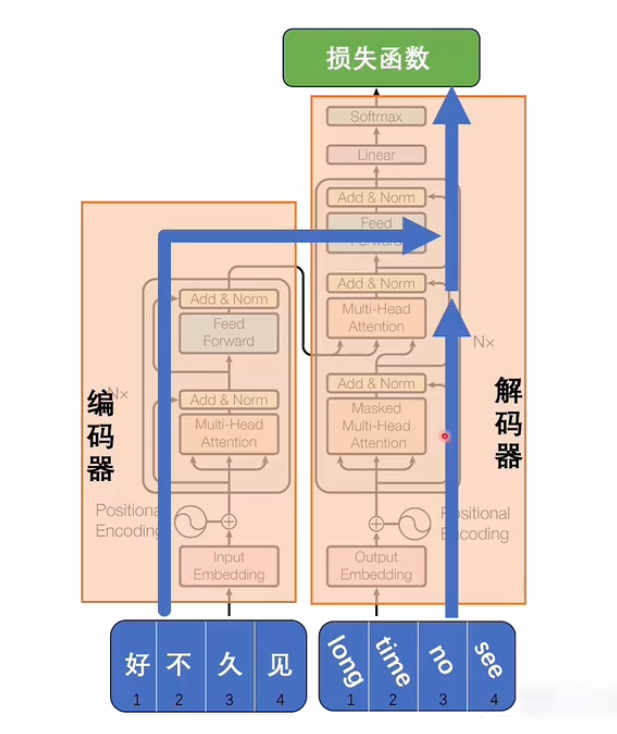 损失函数
Softmax
Linear
Add & Norm
Feed
Forward
Add & Norm
Multi-Head
Attention
Add & Norm
Masked
Multi-Head
Attention
N×
解码器
Positional
Encoding
Output
Embedding
Add & Norm
Feed
Forward
Add & Norm
Multi-Head
Attention
N×
编码器
Positional
Encoding
Input
Embedding
好 不 久 见
1 2 3 4
long time no see
1 2 3 4